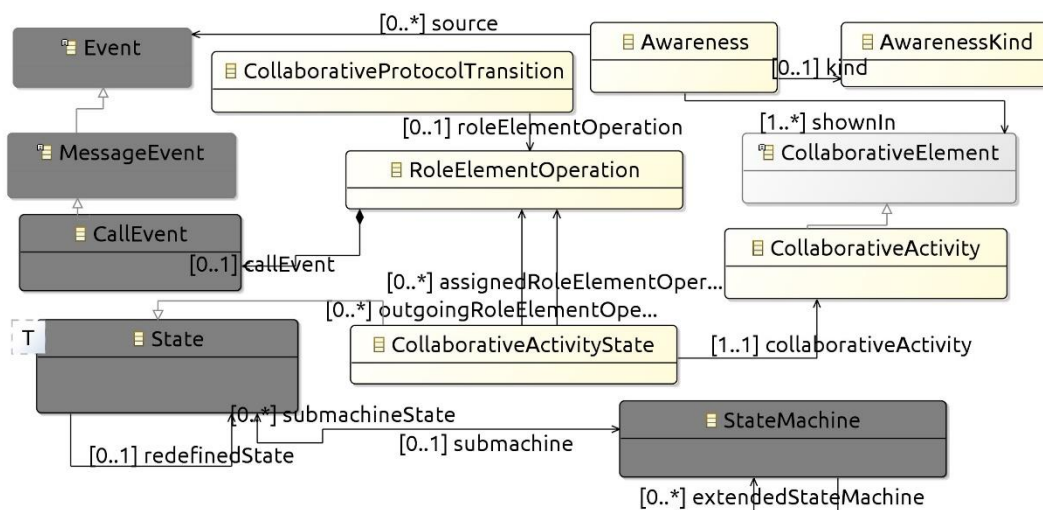 [0..*] source
Event
Awareness
AwarenessKind
CollaborativeProtocolTransition
[0..1] kind
[0..1] roleElementOperation
[1..*] shownIn
MessageEvent
RoleElementOperation
CollaborativeElement
CallEvent
CollaborativeActivity
[0..1] callEvent
[0..*] assignedRoleElementOper...
[0..*] outgoingRoleElementOpe...
T
State
CollaborativeActivityState
[1..1] collaborativeActivity
[0..*] submachineState
StateMachine
[0..1] submachine
[0..1] redefinedState
[0..*] extendedStateMachine